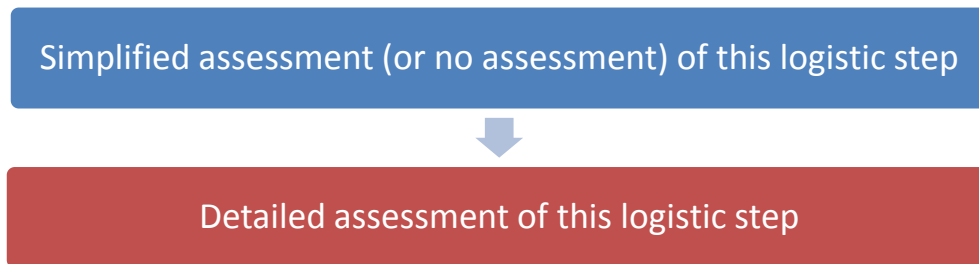 Simplified assessment (or no assessment) of this logistic step
Detailed assessment of this logistic step